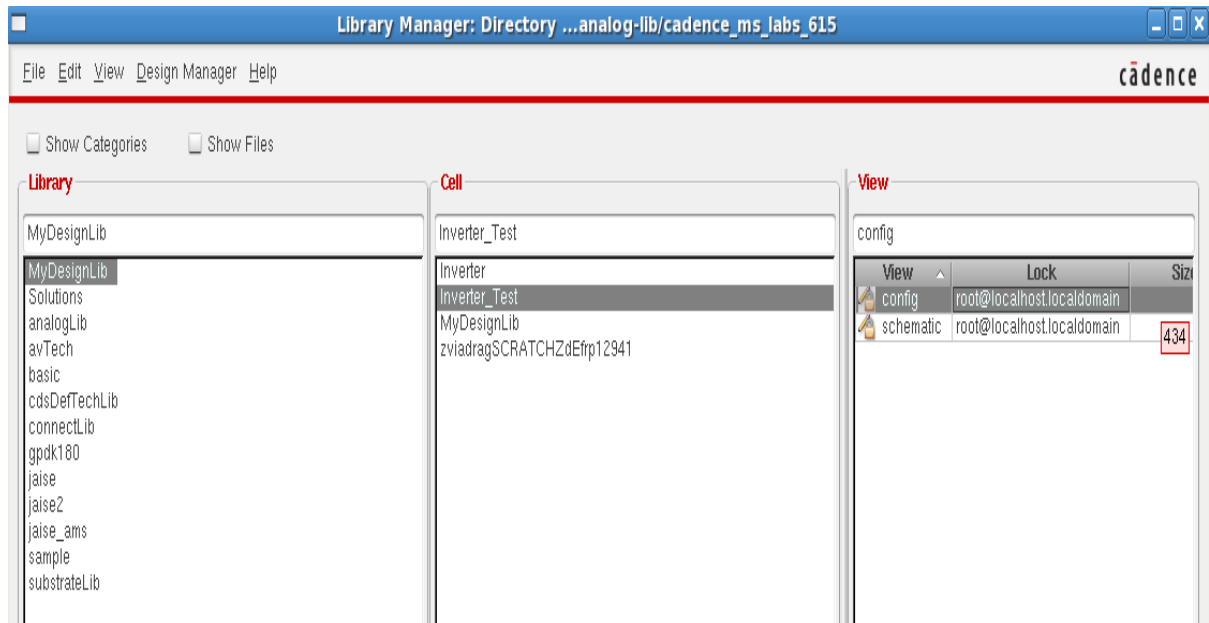 Library Manager: Directory ...analog-lib/cadence_ms_labs_615
File Edit View Design Manager Help
cādence
Show Categories Show Files
Library
MyDesignLib
MyDesignLib
Solutions
analogLib
avTech
basic
cdsDefTechLib
connectLib
gpdk180
jaise
jaise2
jaise_ams
sample
substrateLib
Cell
Inverter_Test
Inverter
Inverter_Test
MyDesignLib
zviadragSCRATCHZdEfrp12941
View
config
View Lock Size
config root@localhost.localdomain
schematic root@localhost.localdomain
434